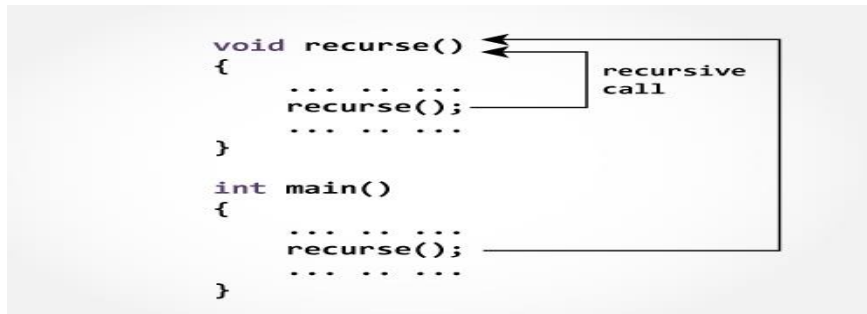 void recurse()
{
... .. ...
recurse();
... .. ...
}
recursive
call
int main()
{
... .. ...
recurse();
... .. ...
}